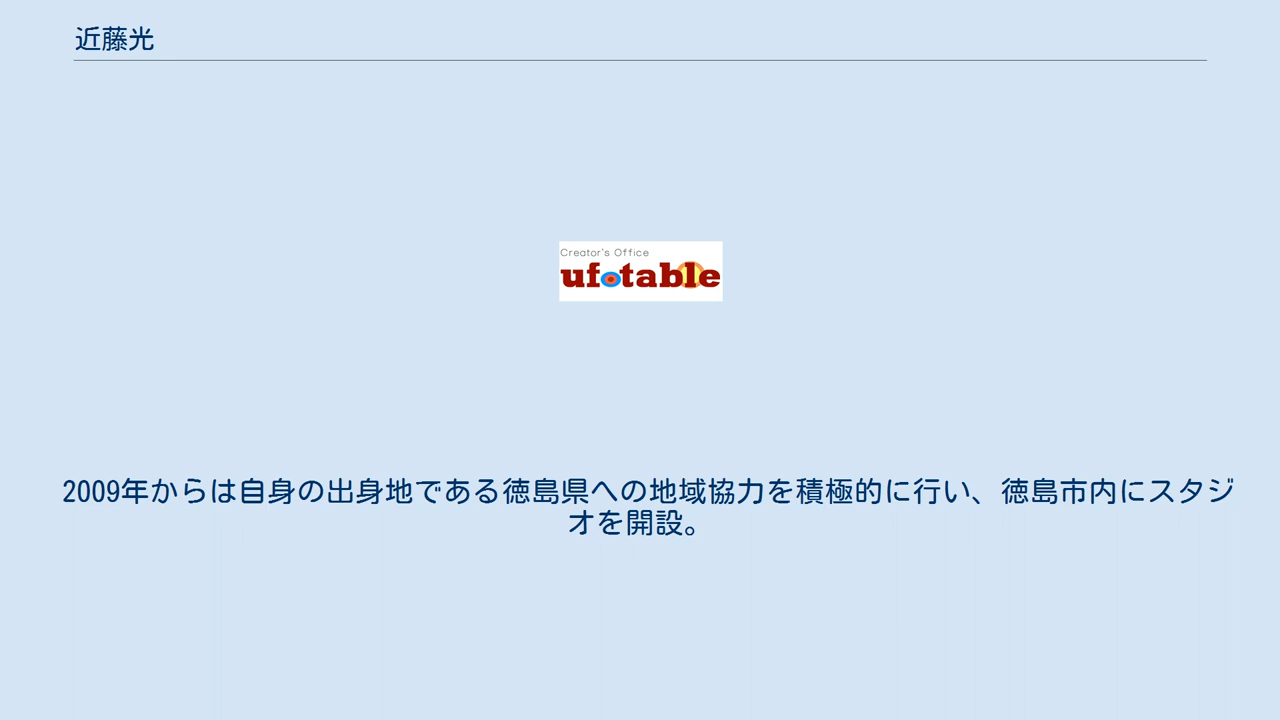 近藤光
Creator's Office
ufotable
2009年からは自身の出身地である徳島県への地域協力を積極的に行い、徳島市内にスタジ
オを開設。